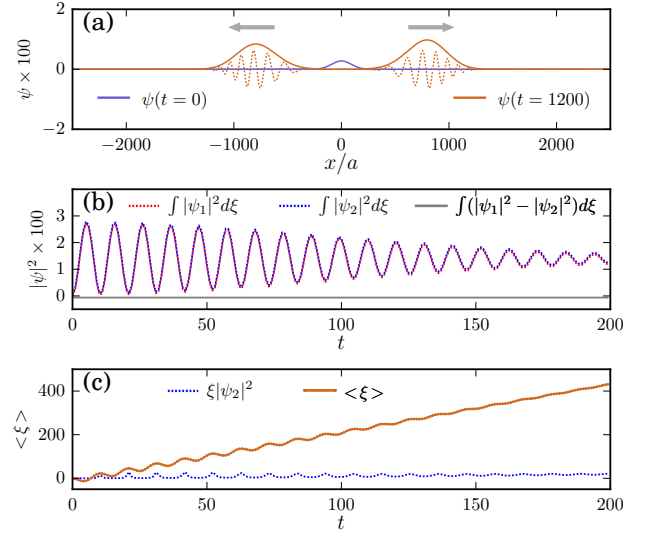 (a)
2
0
−2
ψ × 100
ψ(t = 0)
ψ(t = 1200)
−2000 −1000 0 1000 2000
x/a
(b)
∫|ψ₁|²dξ ∫|ψ₂|²dξ ∫(|ψ₁|² − |ψ₂|²)dξ
3
2
1
0
|ψ|² × 100
0 50 100 150 200
t
(c)
ξ|ψ₂|² <ξ>
400
200
0
<ξ>
0 50 100 150 200
t